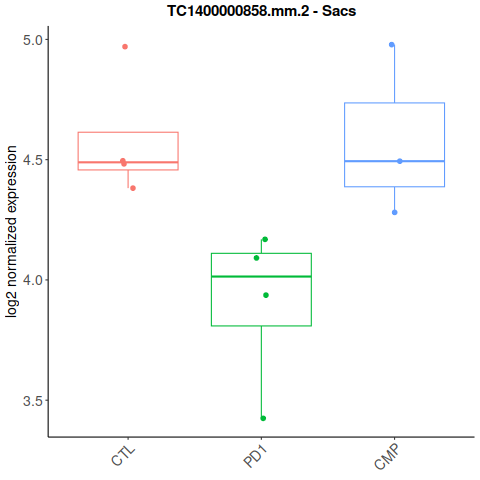 TC1400000858.mm.2 - Sacs
log2 normalized expression
5.0
4.5
4.0
3.5
CTL
PD1
CMP